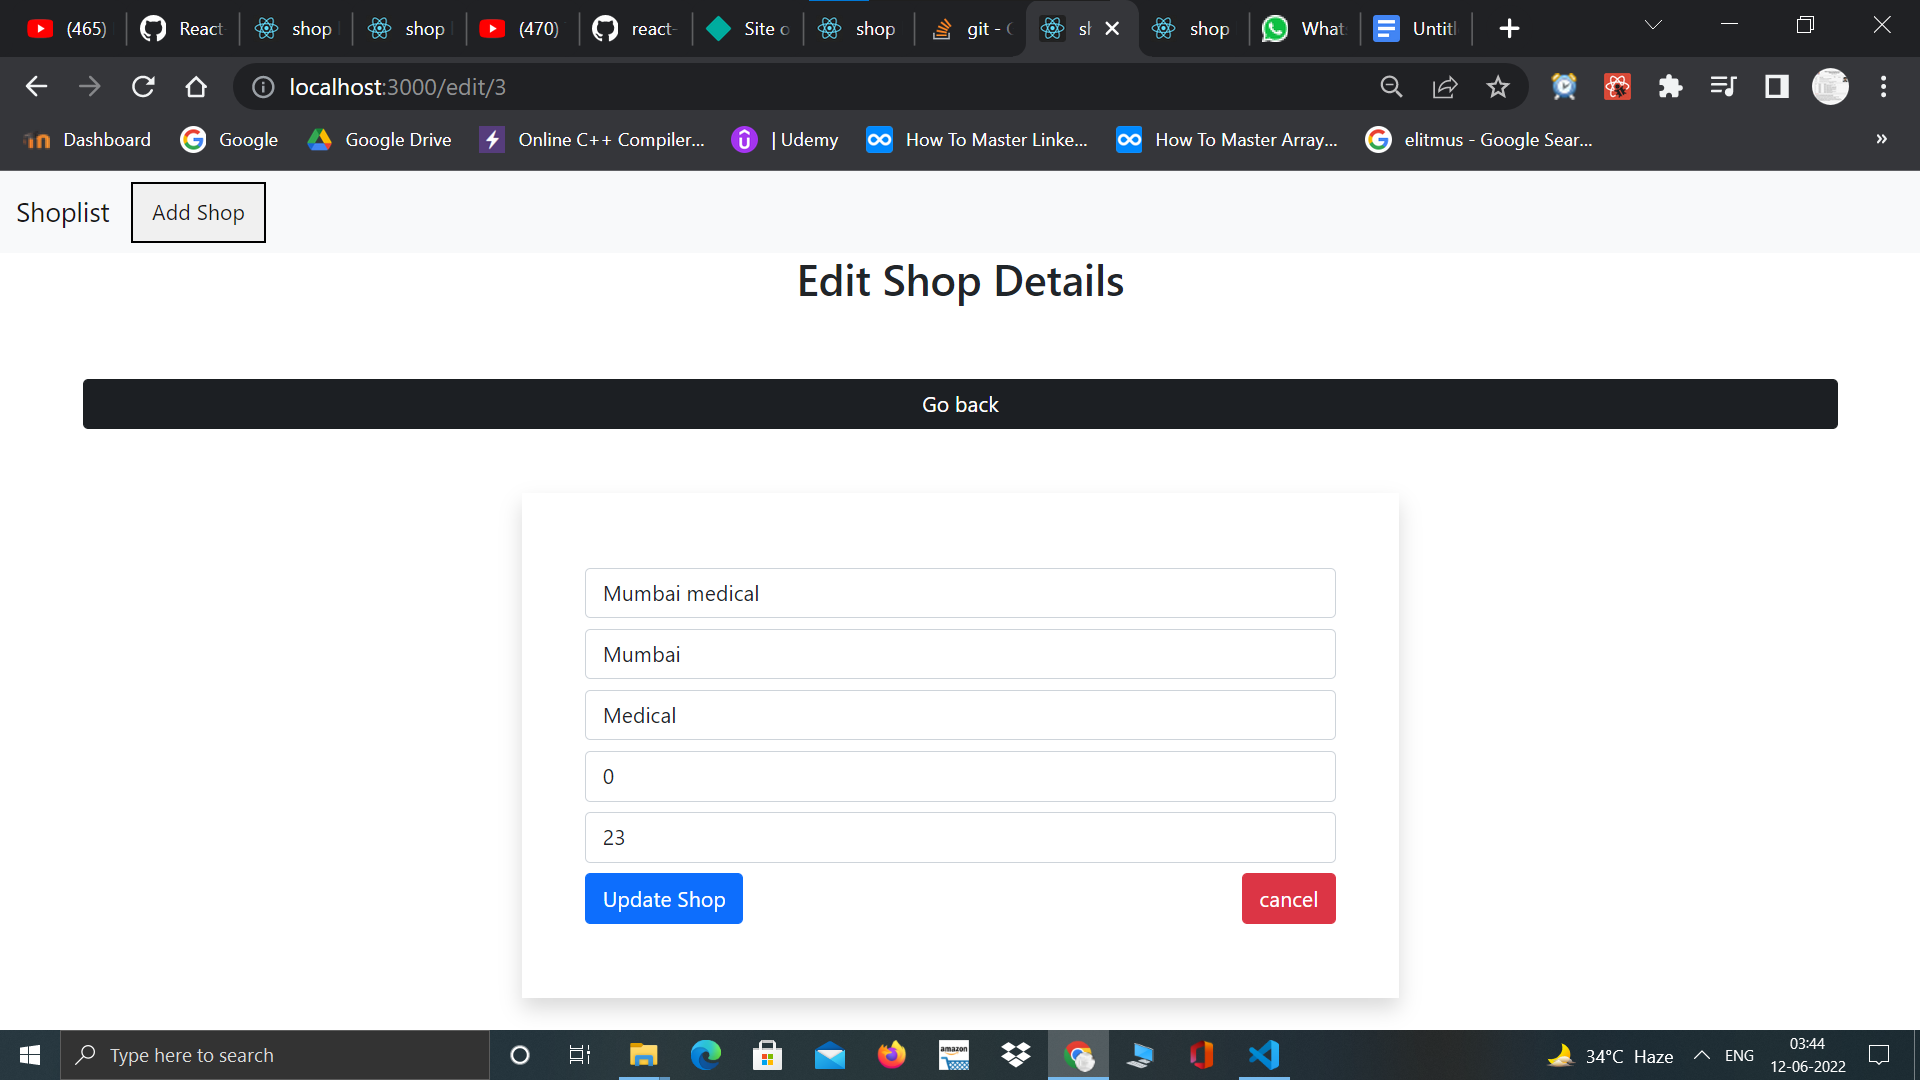 (465) React- shop shop (470) react- Site o shop git - sh shop What Untitl
localhost:3000/edit/3
Dashboard Google Google Drive Online C++ Compiler... | Udemy How To Master Linke... How To Master Array... elitmus - Google Sear... »
Shoplist Add Shop
Edit Shop Details
Go back
Mumbai medical
Mumbai
Medical
0
23
Update Shop cancel
Type here to search amazon 34°C Haze ENG 03:44
12-06-2022